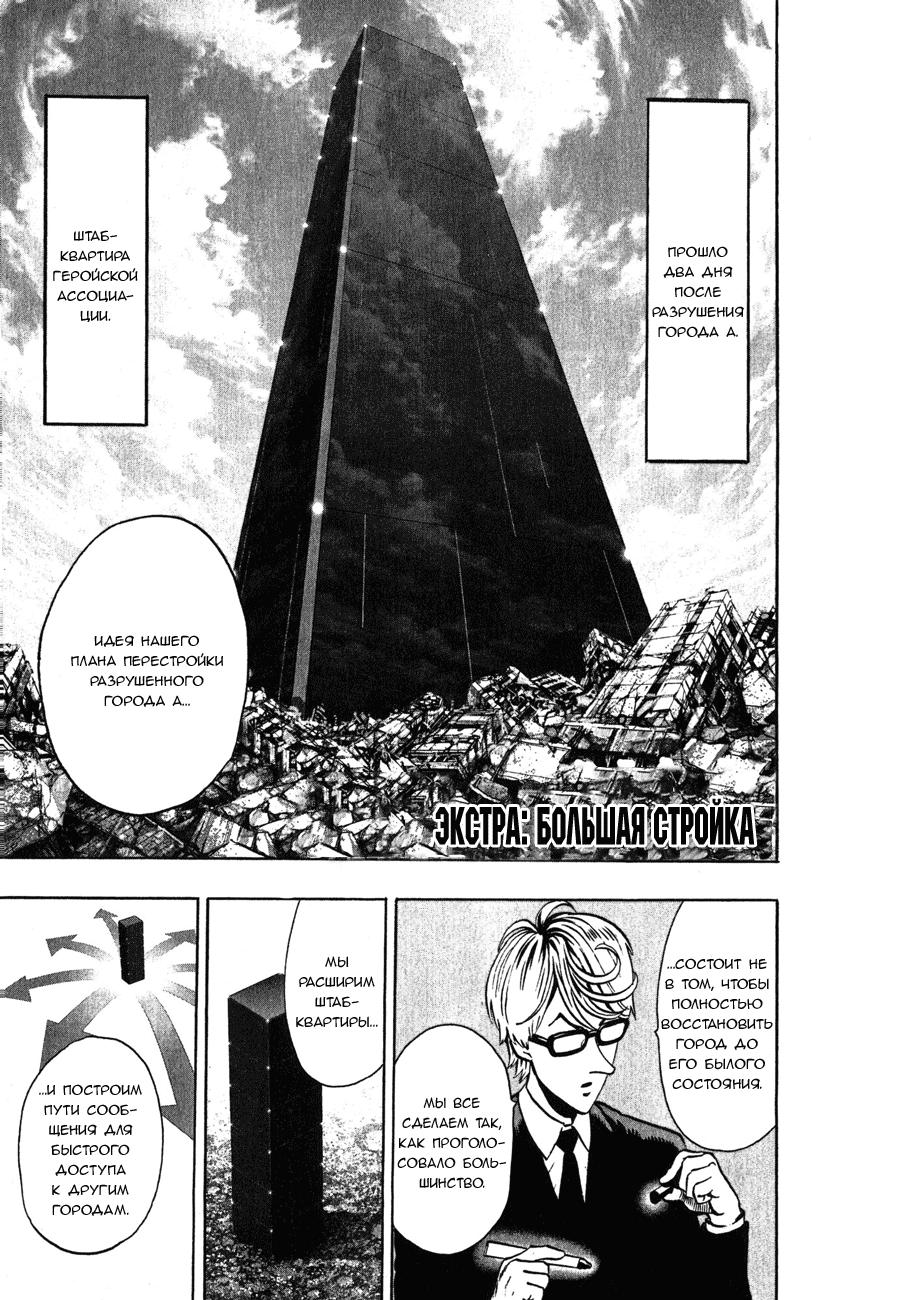 ПРОШЛО
ДВА ДНЯ
ПОСЛЕ
РАЗРУШЕНИЯ
ГОРОДА А.
ШТАБ-
КВАРТИРА
ГЕРОЙСКОЙ
АССОЦИА-
ЦИИ.
ИДЕЯ НАШЕГО
ПЛАНА ПЕРЕСТРОЙКИ
РАЗРУШЕННОГО
ГОРОДА А...
ЭКСТРА: БОЛЬШАЯ СТРОЙКА
...СОСТОИТ НЕ
В ТОМ, ЧТОБЫ
ПОЛНОСТЬЮ
ВОССТАНОВИТЬ
ГОРОД ДО
ЕГО БЫЛОГО
СОСТОЯНИЯ.
МЫ ВСЕ
СДЕЛАЕМ ТАК,
КАК ПРОГОЛО-
СОВАЛО БОЛЬ-
ШИНСТВО.
МЫ
РАСШИРИМ
ШТАБ-
КВАРТИРЫ...
...И ПОСТРОИМ
ПУТИ СООБ-
ЩЕНИЯ ДЛЯ
БЫСТРОГО
ДОСТУПА
К ДРУГИМ
ГОРОДАМ.